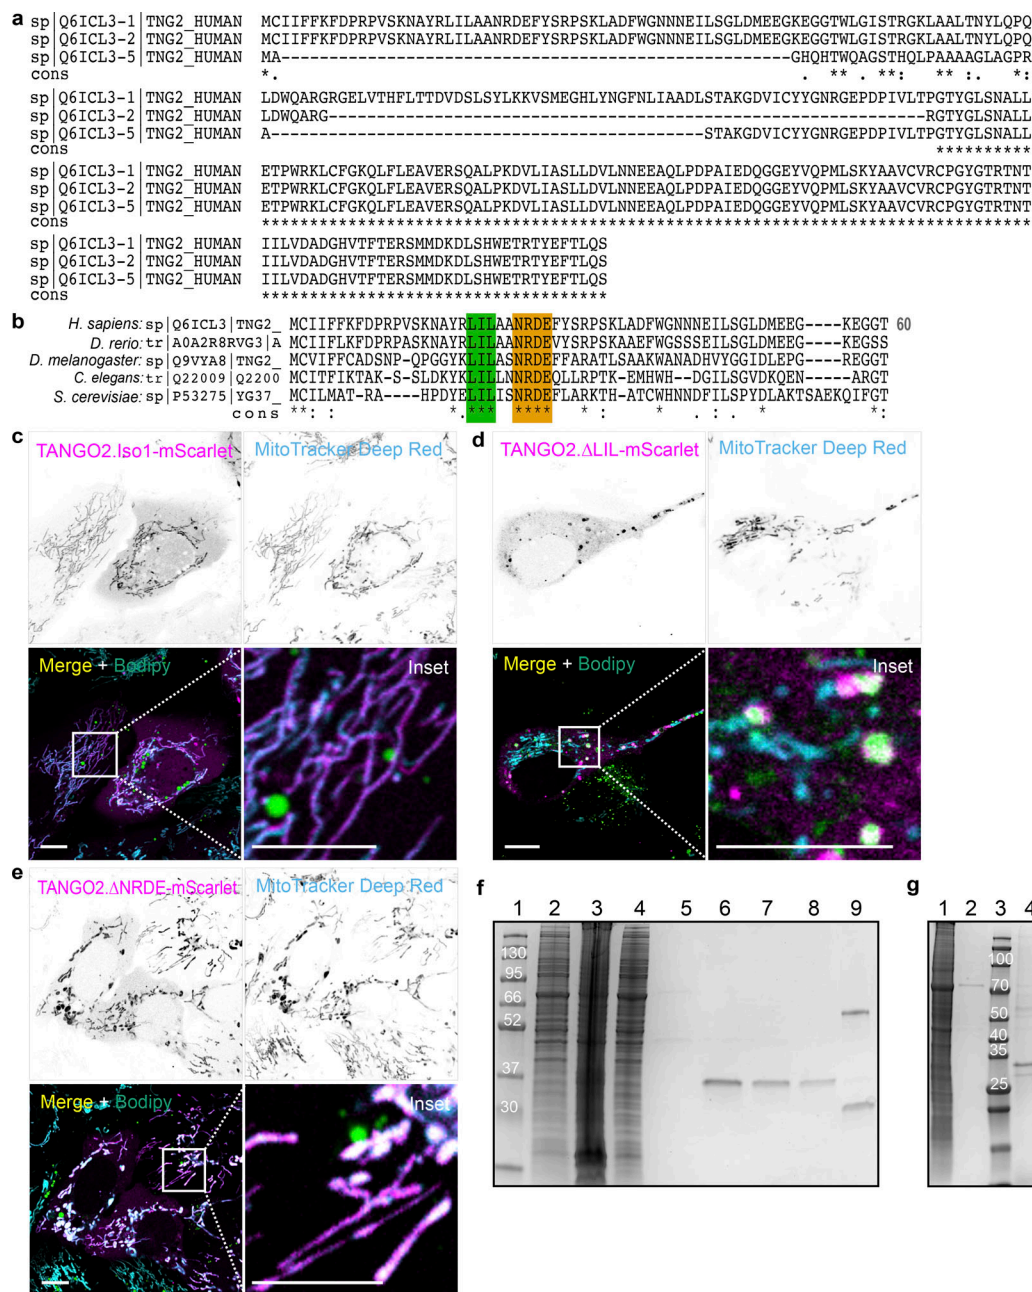 a
sp|Q6ICL3-1|TNG2_HUMAN MCIIFFKFDPRPVSKNAYRLILAANRDEFYSRPSKLADFWGNNNEILSGLDMEEGKEGGTWLGISTRGKLAALTNYLQPQ
sp|Q6ICL3-2|TNG2_HUMAN MCIIFFKFDPRPVSKNAYRLILAANRDEFYSRPSKLADFWGNNNEILSGLDMEEGKEGGTWLGISTRGKLAALTNYLQPQ
sp|Q6ICL3-5|TNG2_HUMAN MA-------------------------------------------------------GHQHTWQAGSTHQLPAAAAGLAGPR
cons *. . ** **: ** :. *:
sp|Q6ICL3-1|TNG2_HUMAN LDWQARGRGELVTHFLTTDVDSLSYLKKVSMEGHLYNGFNLIAADLSTAKGDVICYYGNRGEPDPIVLTPGTYGLSNALL
sp|Q6ICL3-2|TNG2_HUMAN LDWQARG---------------------------------------------------------------RGTYGLSNALL
sp|Q6ICL3-5|TNG2_HUMAN A----------------------------------------------STAKGDVICYYGNRGEPDPIVLTPGTYGLSNALL
cons **********
sp|Q6ICL3-1|TNG2_HUMAN ETPWRKLCFGKQLFLEAVERSQALPKDVLIASLLDVLNNEEAQLPDPAIEDQGGEYVQPMLSKYAAVCVRCPGYGTRTNT
sp|Q6ICL3-2|TNG2_HUMAN ETPWRKLCFGKQLFLEAVERSQALPKDVLIASLLDVLNNEEAQLPDPAIEDQGGEYVQPMLSKYAAVCVRCPGYGTRTNT
sp|Q6ICL3-5|TNG2_HUMAN ETPWRKLCFGKQLFLEAVERSQALPKDVLIASLLDVLNNEEAQLPDPAIEDQGGEYVQPMLSKYAAVCVRCPGYGTRTNT
cons ********************************************************************************
sp|Q6ICL3-1|TNG2_HUMAN IILVDADGHVTFTERSMMDKDLSHWETRTYEFTLQS
sp|Q6ICL3-2|TNG2_HUMAN IILVDADGHVTFTERSMMDKDLSHWETRTYEFTLQS
sp|Q6ICL3-5|TNG2_HUMAN IILVDADGHVTFTERSMMDKDLSHWETRTYEFTLQS
cons ************************************
b
H. sapiens: sp|Q6ICL3|TNG2_ MCIIFFKFDPRPVSKNAYRLILAANRDEFYSRPSKLADFWGNNNEILSGLDMEEG----KEGGT 60
D. rerio: tr|A0A2R8RVG3|A MCIIFLKFDPRPASKNAYRLILAANRDEVYSRPSKAAEFWGSSSEILSGLDLEEG----KEGGS
D. melanogaster: sp|Q9VYA8|TNG2_ MCVIFFCADSNP-QPGGYKLILASNRDEFFARATLSAAKWANADHVYGGIDLEPG----REGGT
C. elegans: tr|Q22009|Q2200 MCITFIKTAK-S-SLDKYKLILLNNREQLLRPTK-EMHWH--DGILSGVDKQEN----ARGT
S. cerevisiae: sp|P53275|YG37_ MCILMATRA---HPDYELILISNRDEFLARKTH-ATCWHNNDFILSPYDLAKTSAEKQIFGT
cons **: : *.*** **** *. : . . * . *:
c
TANGO2.Iso1-mScarlet MitoTracker Deep Red
Merge + Bodipy Inset
d
TANGO2.ΔLIL-mScarlet MitoTracker Deep Red
Merge + Bodipy Inset
e
TANGO2.ΔNRDE-mScarlet MitoTracker Deep Red
Merge + Bodipy Inset
f
1 2 3 4 5 6 7 8 9
130
95
66
52
37
30
g
1 2 3 4
100
70
50
40
35
25